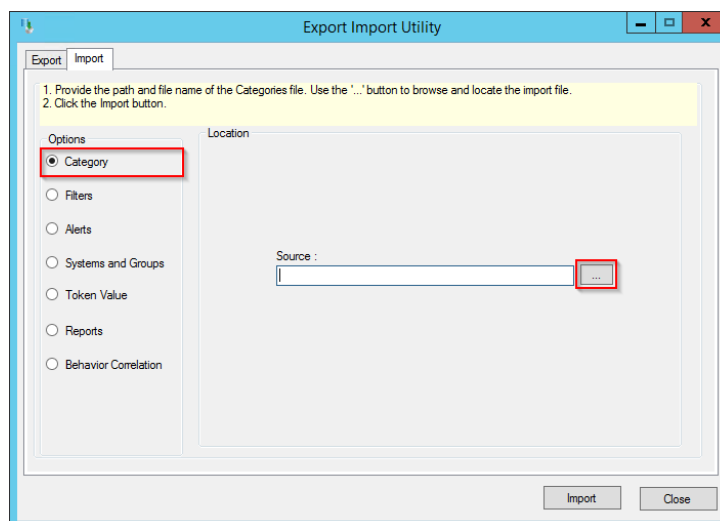 Export Import Utility
Export Import
1. Provide the path and file name of the Categories file. Use the '...' button to browse and locate the import file.
2. Click the Import button.
Options
Location
Category
Filters
Alerts
Systems and Groups
Token Value
Reports
Behavior Correlation
Source :
...
Import Close